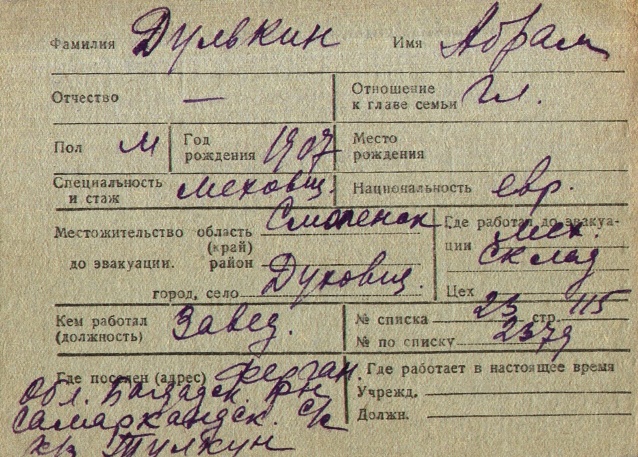 Фамилия Дулькин Имя Абрам
Отчество — Отношение к главе семьи Гл.
Пол М Год рождения 1907 Место рождения
Специальность и стаж меховщ. Национальность евр.
Местожительство область (край) Смоленск
до эвакуации. район
город, село Духовщ.
Где работал до эвакуации Мех. склад
Цех
Кем работал (должность) Завед.
№ списка 23 стр. 115
№ по списку 2379
Где поселен (адрес) Ферган.
Обл. Багдадск. рн
Самаркандск. с/с
х/з Тулкун
Где работает в настоящее время
Учрежд.
Должн.